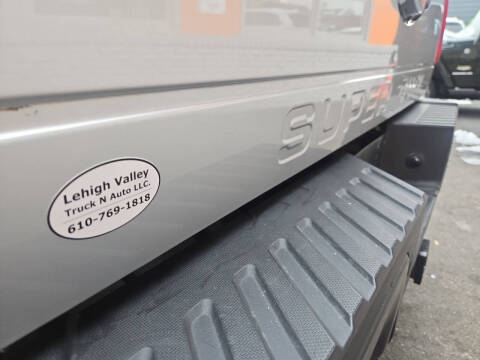 Lehigh Valley
Truck N Auto LLC.
610-769-1818
SUPER